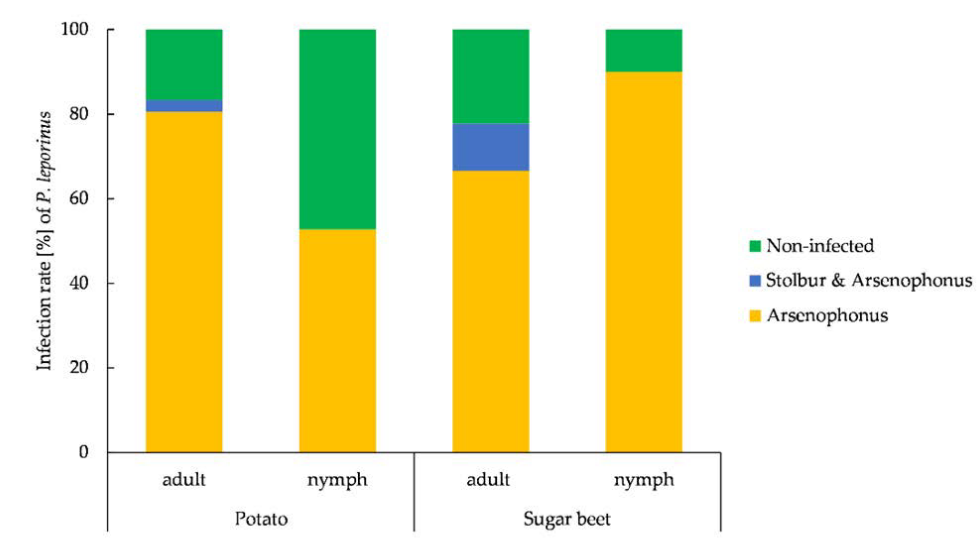 Infection rate [%] of P. leporinus
100
80
60
40
20
0
adult
nymph
adult
nymph
Potato
Sugar beet
Non-infected
Stolbur & Arsenophonus
Arsenophonus